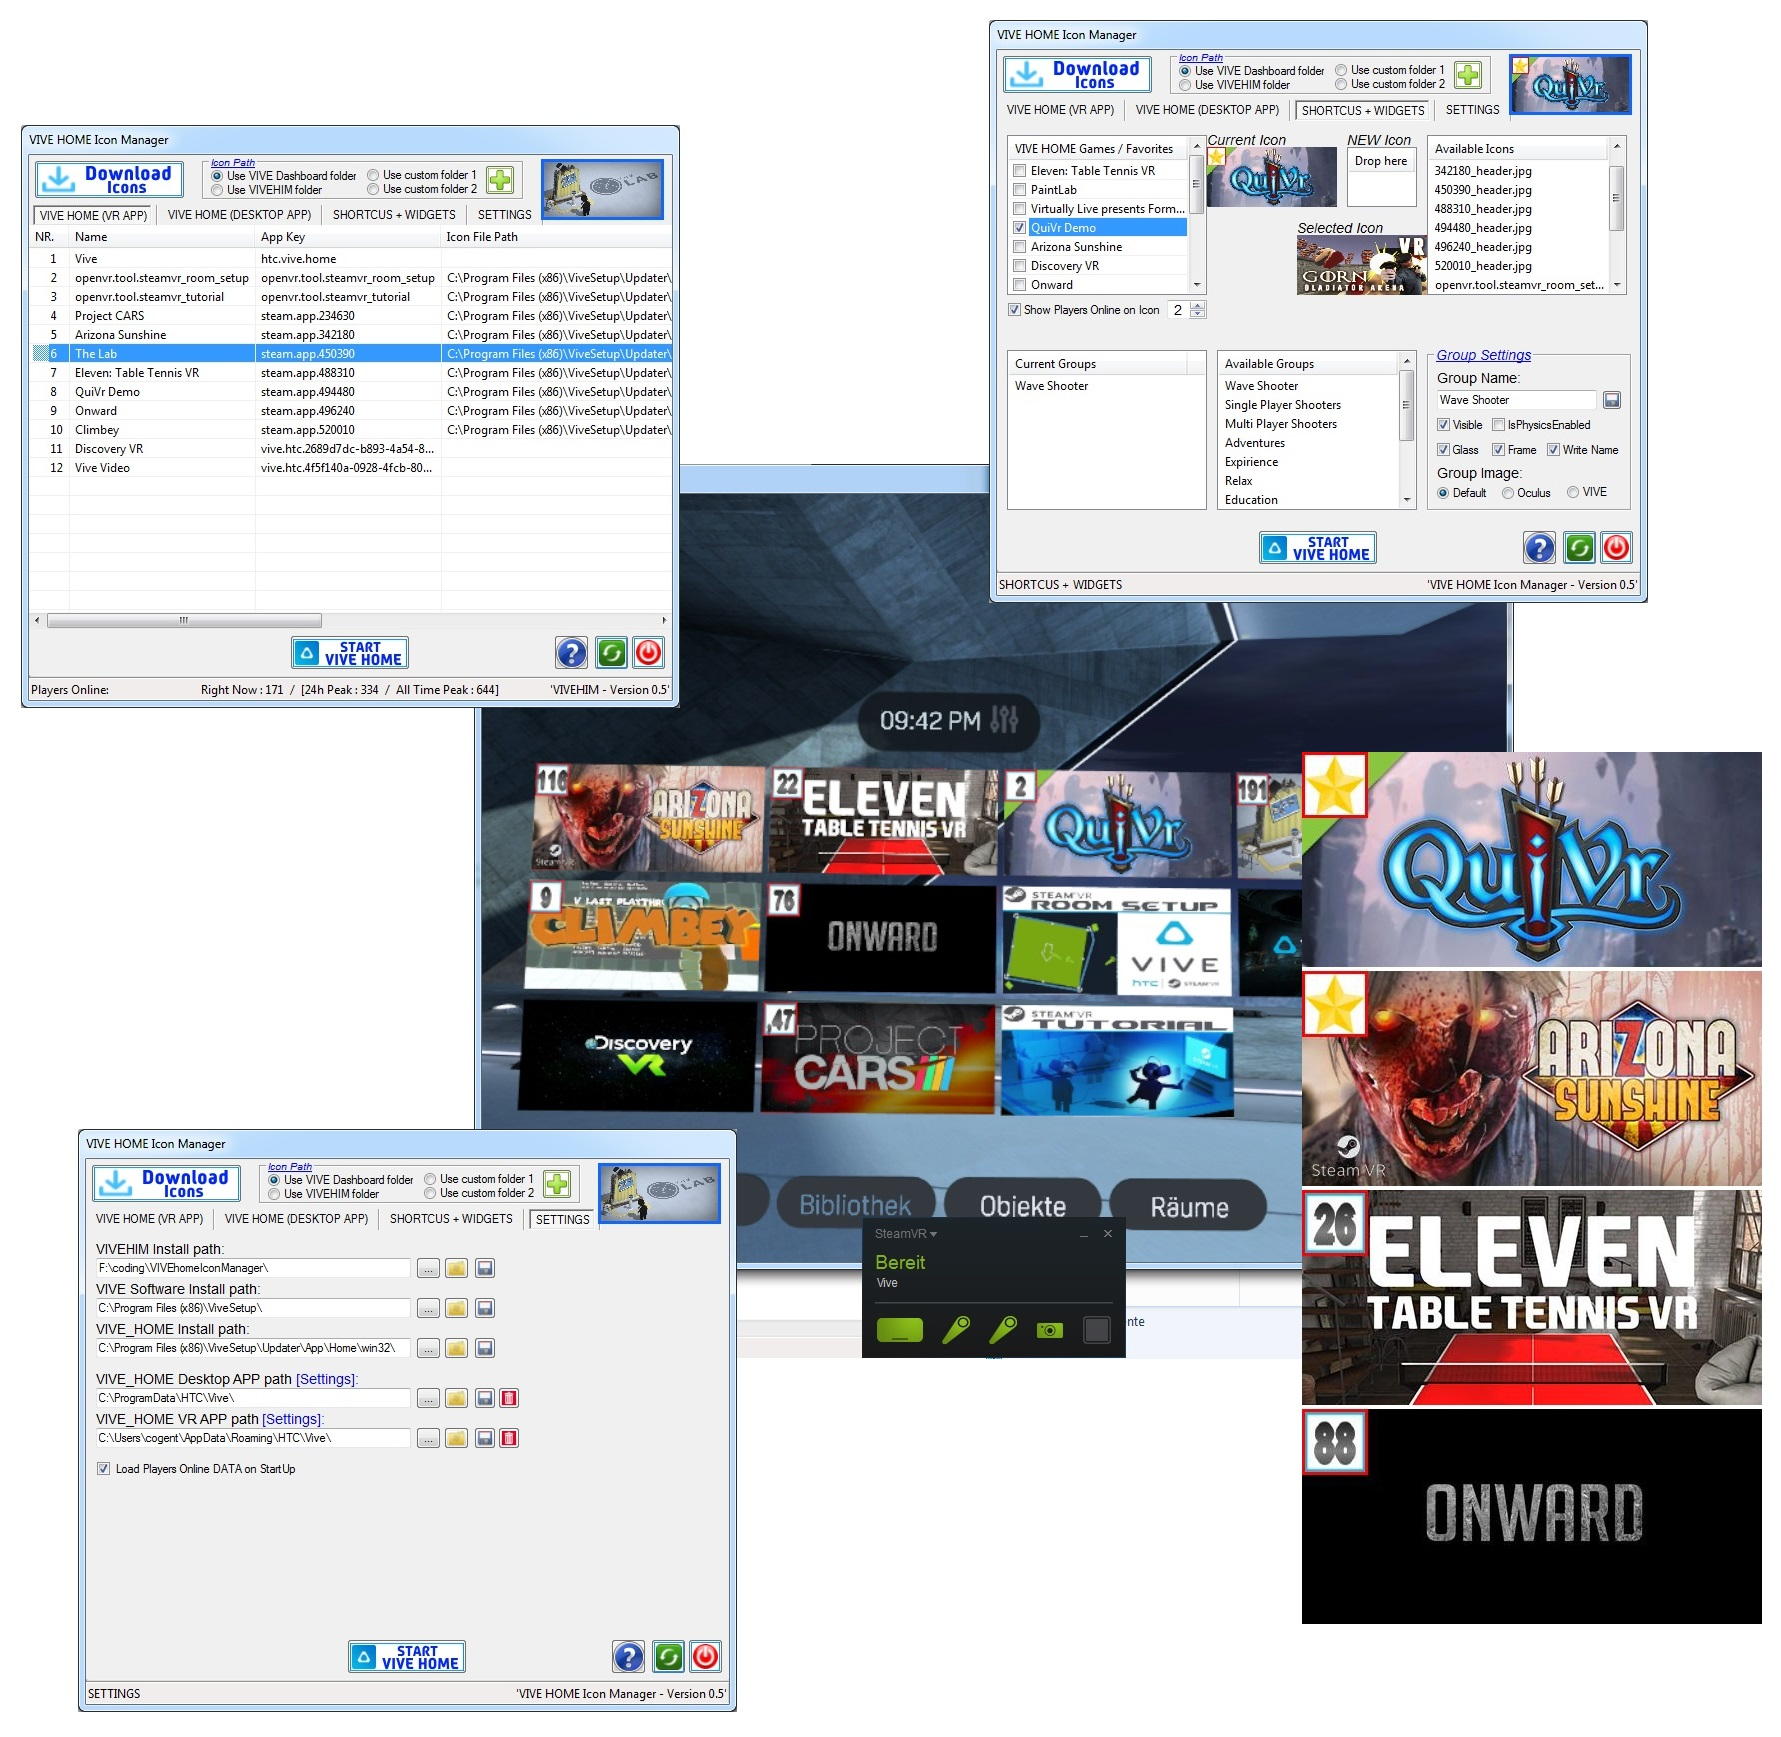 VIVE HOME Icon Manager
Download Icons
Icon Path
Use VIVE Dashboard folder
Use custom folder 1
Use VIVEHIM folder
Use custom folder 2
VIVE HOME (VR APP)
VIVE HOME (DESKTOP APP)
SHORTCUS + WIDGETS
SETTINGS
QuiVr
VIVE HOME Games / Favorites
Eleven: Table Tennis VR
PaintLab
Virtually Live presents Form...
QuiVr Demo
Arizona Sunshine
Discovery VR
Onward
Show Players Online on Icon 2
Current Icon
QuiVr
NEW Icon
Drop here
Selected Icon
VR
GORN
GLADIATOR ARENA
Available Icons
342180_header.jpg
450390_header.jpg
488310_header.jpg
494480_header.jpg
496240_header.jpg
520010_header.jpg
openvr.tool.steamvr_room_set...
Current Groups
Wave Shooter
Available Groups
Wave Shooter
Single Player Shooters
Multi Player Shooters
Adventures
Expirience
Relax
Education
Group Settings
Group Name:
Wave Shooter
Visible
IsPhysicsEnabled
Glass
Frame
Write Name
Group Image:
Default
Oculus
VIVE
START VIVE HOME
SHORTCUS + WIDGETS
'VIVE HOME Icon Manager - Version 0.5'
VIVE HOME Icon Manager
Download Icons
Icon Path
Use VIVE Dashboard folder
Use custom folder 1
Use VIVEHIM folder
Use custom folder 2
LAB
VIVE HOME (VR APP)
VIVE HOME (DESKTOP APP)
SHORTCUS + WIDGETS
SETTINGS
NR. Name App Key Icon File Path
1 Vive htc.vive.home
2 openvr.tool.steamvr_room_setup openvr.tool.steamvr_room_setup C:\Program Files (x86)\ViveSetup\Updater\
3 openvr.tool.steamvr_tutorial openvr.tool.steamvr_tutorial C:\Program Files (x86)\ViveSetup\Updater\
4 Project CARS steam.app.234630 C:\Program Files (x86)\ViveSetup\Updater\
5 Arizona Sunshine steam.app.342180 C:\Program Files (x86)\ViveSetup\Updater\
6 The Lab steam.app.450390 C:\Program Files (x86)\ViveSetup\Updater\
7 Eleven: Table Tennis VR steam.app.488310 C:\Program Files (x86)\ViveSetup\Updater\
8 QuiVr Demo steam.app.494480 C:\Program Files (x86)\ViveSetup\Updater\
9 Onward steam.app.496240 C:\Program Files (x86)\ViveSetup\Updater\
10 Climbey steam.app.520010 C:\Program Files (x86)\ViveSetup\Updater\
11 Discovery VR vive.htc.2689d7dc-b893-4a54-8...
12 Vive Video vive.htc.4f5f140a-0928-4fcb-80...
START VIVE HOME
Players Online: Right Now : 171 / [24h Peak : 334 / All Time Peak : 644] 'VIVEHIM - Version 0.5'
09:42 PM
116
ARIZONA SUNSHINE
SteamVR
22
ELEVEN
TABLE TENNIS VR
2
QuiVr
191
9
CLIMBEY
76
ONWARD
STEAM VR
ROOM SETUP
VIVE
htc
STEAMVR
Discovery
VR
,47
PROJECT
CARS
STEAM VR
TUTORIAL
Bibliothek
Objekte
Räume
SteamVR
Bereit
Vive
nte
QuiVr
ARIZONA
SUNSHINE
Steam VR
26
ELEVEN
TABLE TENNIS VR
88
ONWARD
VIVE HOME Icon Manager
Download Icons
Icon Path
Use VIVE Dashboard folder
Use custom folder 1
Use VIVEHIM folder
Use custom folder 2
LAB
VIVE HOME (VR APP)
VIVE HOME (DESKTOP APP)
SHORTCUS + WIDGETS
SETTINGS
VIVEHIM Install path:
F:\coding\VIVEhomeIconManager\
...
VIVE Software Install path:
C:\Program Files (x86)\ViveSetup\
...
VIVE_HOME Install path:
C:\Program Files (x86)\ViveSetup\Updater\App\Home\win32\
...
VIVE_HOME Desktop APP path [Settings]:
C:\ProgramData\HTC\Vive\
...
VIVE_HOME VR APP path [Settings]:
C:\Users\cogent\AppData\Roaming\HTC\Vive\
...
Load Players Online DATA on StartUp
START VIVE HOME
SETTINGS
'VIVE HOME Icon Manager - Version 0.5'